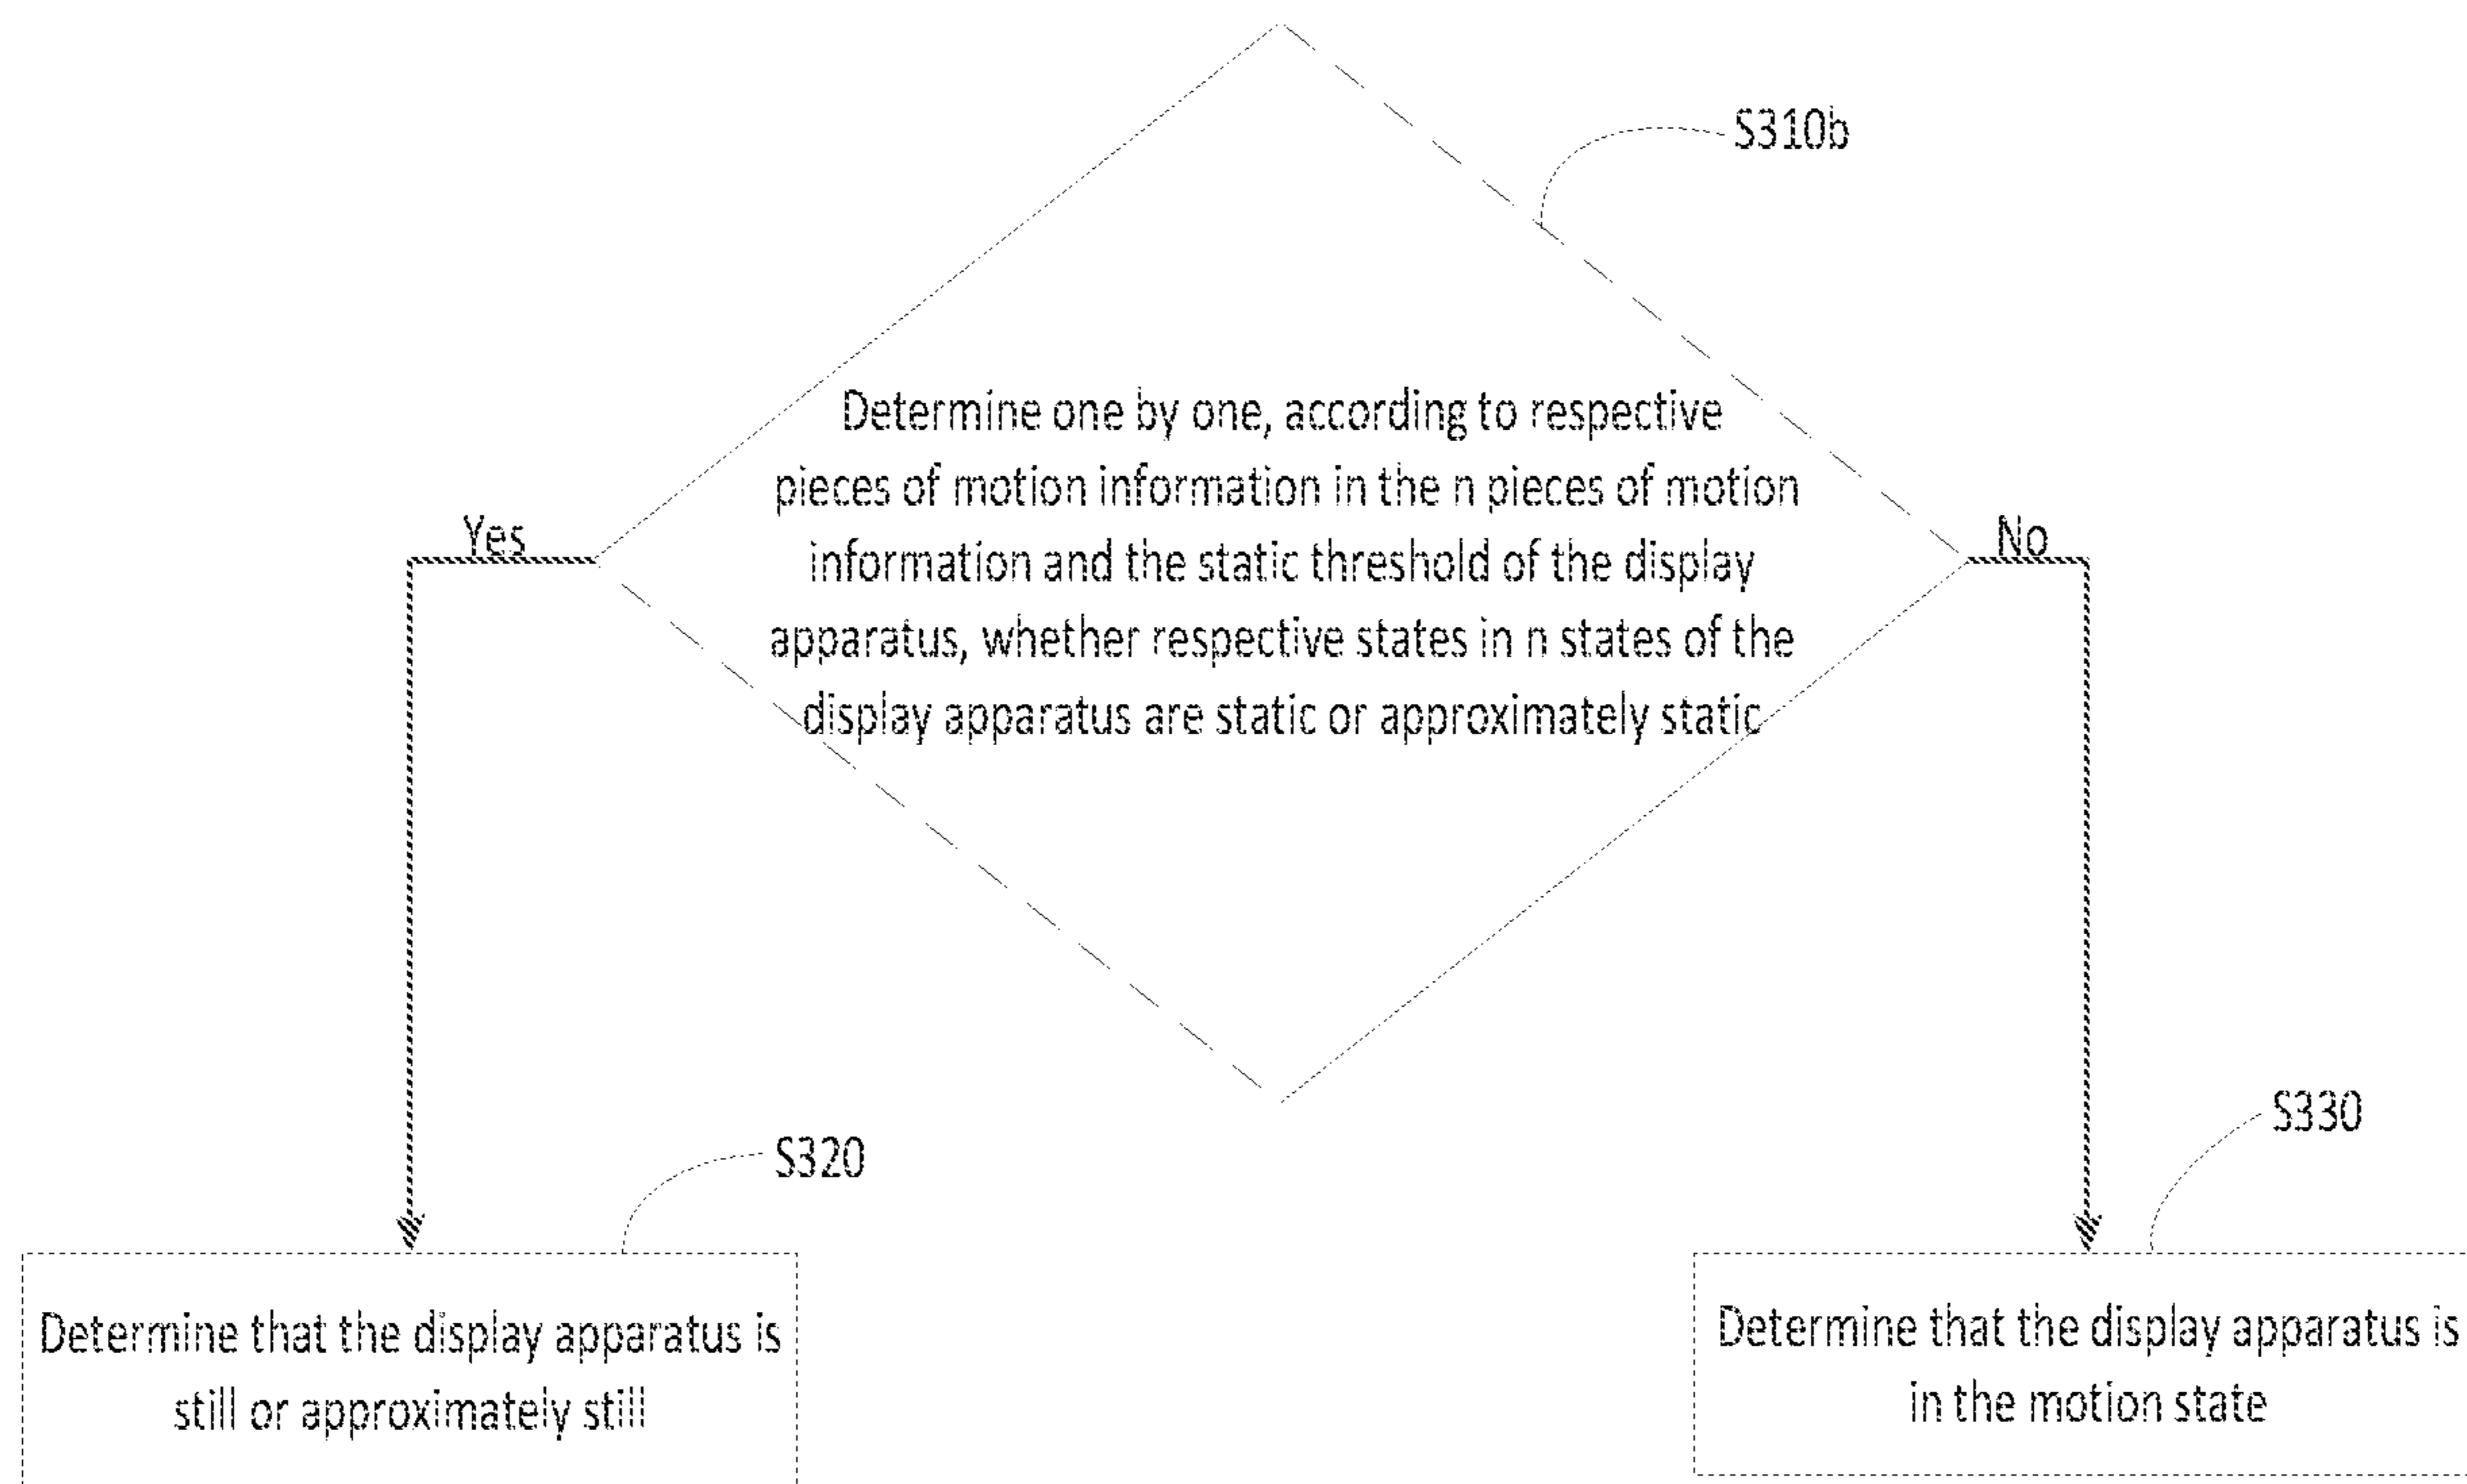 S310b
Determine one by one, according to respective
pieces of motion information in the n pieces of motion
information and the static threshold of the display
apparatus, whether respective states in n states of the
display apparatus are static or approximately static
Yes
No
S320
S330
Determine that the display apparatus is
still or approximately still
Determine that the display apparatus is
in the motion state